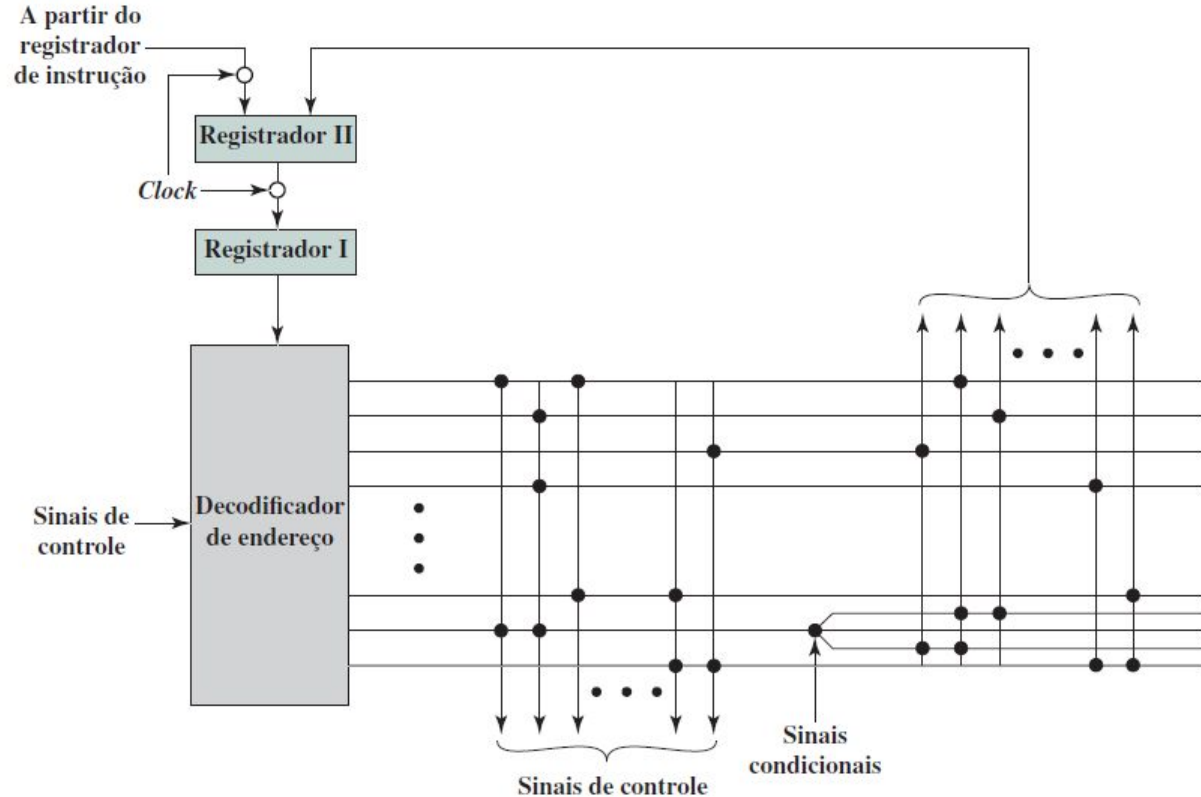 A partir do
registrador
de instrução
Registrador II
Clock
Registrador I
Decodificador
de endereço
Sinais de
controle
Sinais
condicionais
Sinais de controle